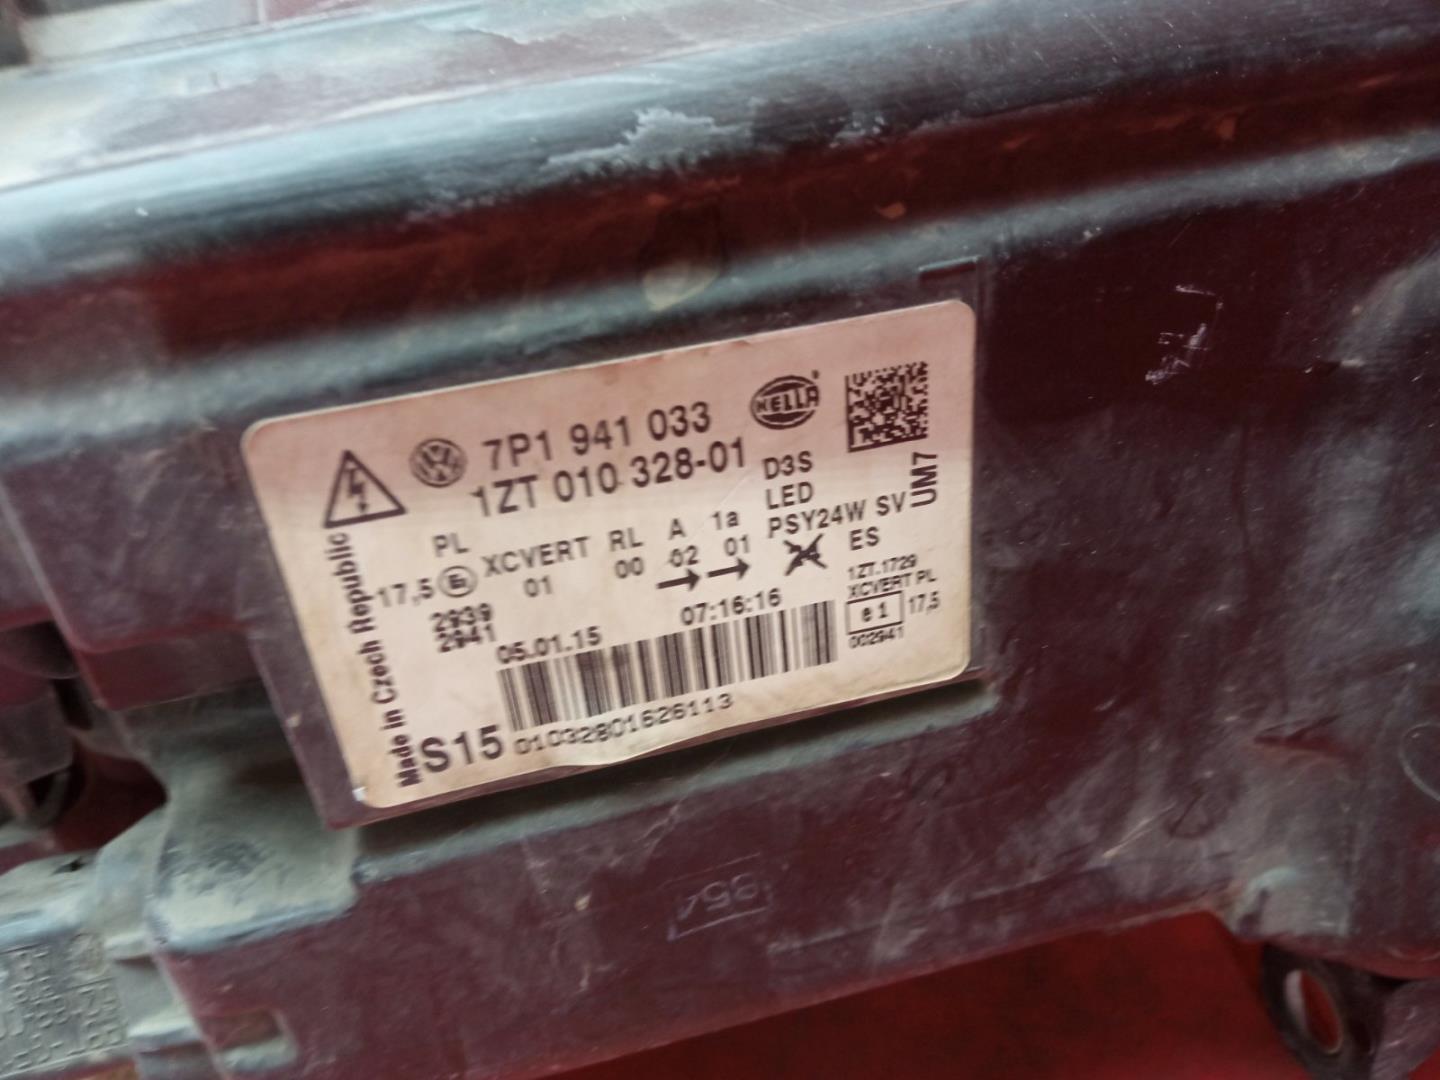 7P1 941 033
1ZT 010 328-01
HELLA
D3S
LED
PSY24W SV
ES
UM7
PL XCVERT RL A 1a
17,5 01 00 02 01
2939
2941
05.01.15 07:16:16
1ZT.1729
XCVERT PL
e1 17,5
002941
Made in Czech Republic
S15
01032801626113
954